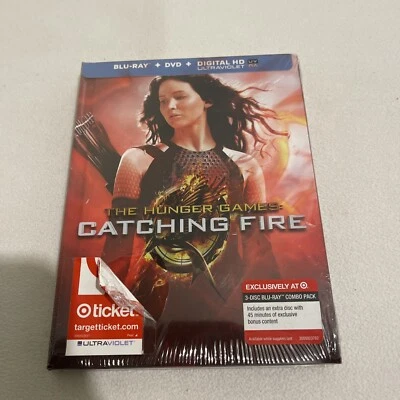 BLU-RAY + DVD + DIGITAL HD
ULTRAVIOLET
THE HUNGER GAMES:
CATCHING FIRE
EXCLUSIVELY AT
3-DISC BLU-RAY™ COMBO PACK
Includes an extra disc with
45 minutes of exclusive
bonus content
ticket
targetticket.com
ULTRAVIOLET